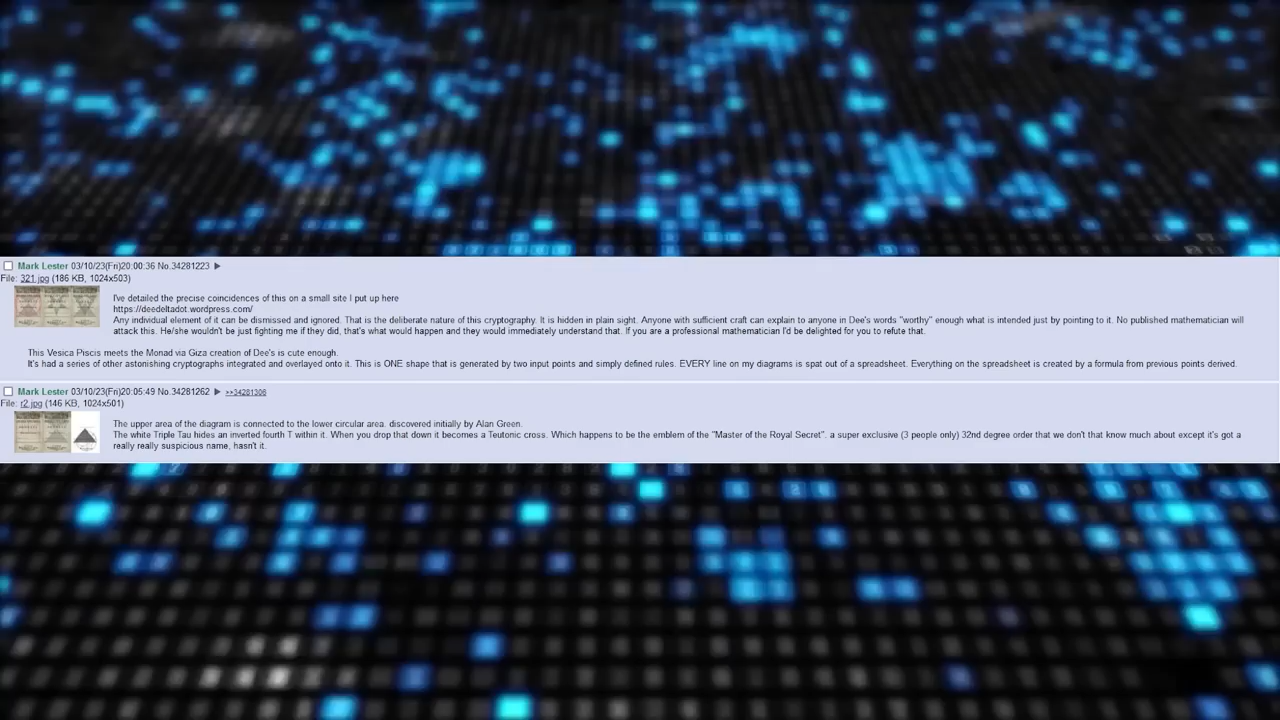 Mark Lester 03/10/23(Fri)20:00:36 No.34281223 ▶
File: 321.jpg (186 KB, 1024x503)
I've detailed the precise coincidences of this on a small site I put up here
https://deedeltadot.wordpress.com/
Any individual element of it can be dismissed and ignored. That is the deliberate nature of this cryptography. It is hidden in plain sight. Anyone with sufficient craft can explain to anyone in Dee's words "worthy" enough what is intended just by pointing to it. No published mathematician will
attack this. He/she wouldn't be just fighting me if they did, that's what would happen and they would immediately understand that. If you are a professional mathematician I'd be delighted for you to refute that.
This Vesica Piscis meets the Monad via Giza creation of Dee's is cute enough.
It's had a series of other astonishing cryptographs integrated and overlayed onto it. This is ONE shape that is generated by two input points and simply defined rules. EVERY line on my diagrams is spat out of a spreadsheet. Everything on the spreadsheet is created by a formula from previous points derived.
Mark Lester 03/10/23(Fri)20:05:49 No.34281262 ▶ >>34281306
File: r2.jpg (146 KB, 1024x501)
The upper area of the diagram is connected to the lower circular area. discovered initially by Alan Green.
The white Triple Tau hides an inverted fourth T within it. When you drop that down it becomes a Teutonic cross. Which happens to be the emblem of the "Master of the Royal Secret". a super exclusive (3 people only) 32nd degree order that we don't that know much about except it's got a
really really suspicious name, hasn't it.